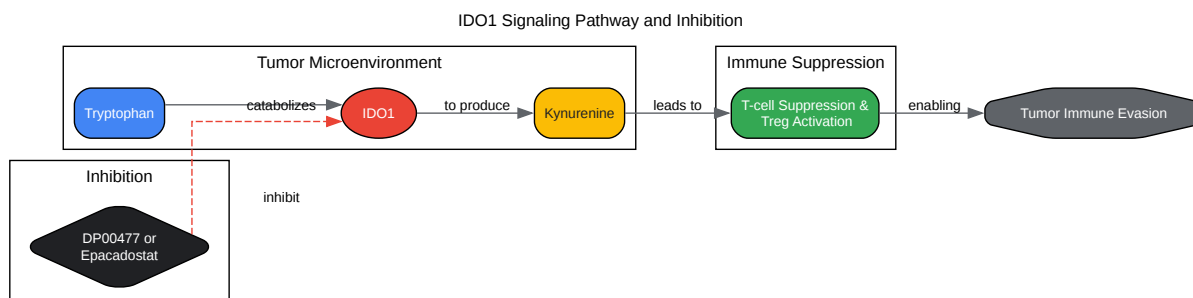 IDO1 Signaling Pathway and Inhibition
Tumor Microenvironment
Immune Suppression
Tryptophan
catabolizes
IDO1
to produce
Kynurenine
leads to
T-cell Suppression &
Treg Activation
enabling
Tumor Immune Evasion
Inhibition
inhibit
DP00477 or
Epacadostat